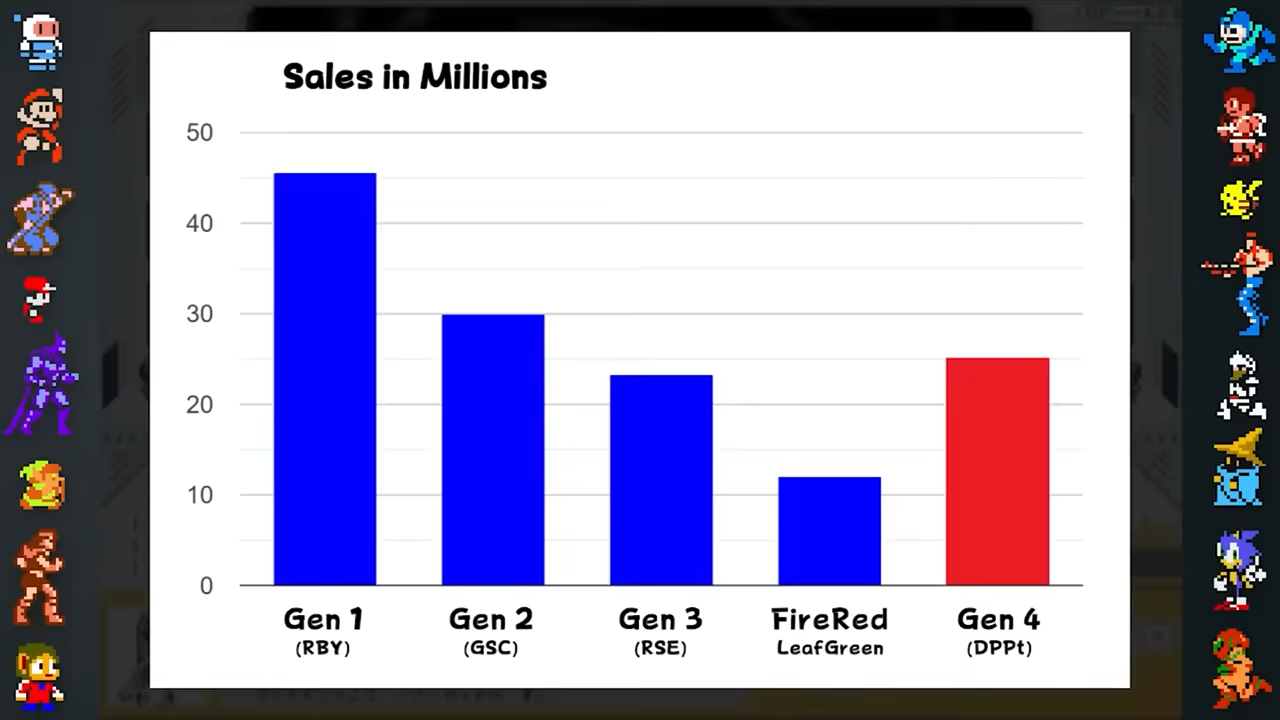 Sales in Millions
50
40
30
20
10
0
Gen 1 Gen 2 Gen 3 FireRed Gen 4
(RBY) (GSC) (RSE) LeafGreen (DPPt)